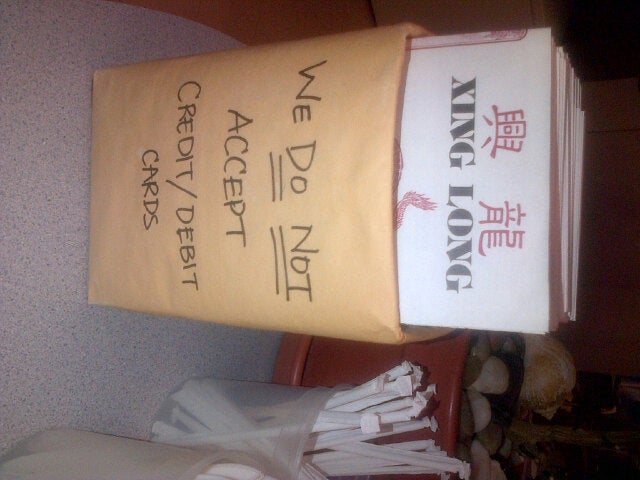 興龍
XING LONG
WE DO NOT
ACCEPT
CREDIT/DEBIT
CARDS